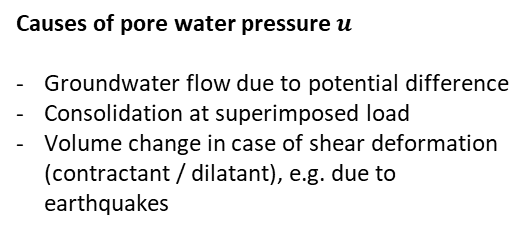 Causes of pore water pressure u
- Groundwater flow due to potential difference
- Consolidation at superimposed load
- Volume change in case of shear deformation
(contractant / dilatant), e.g. due to
earthquakes